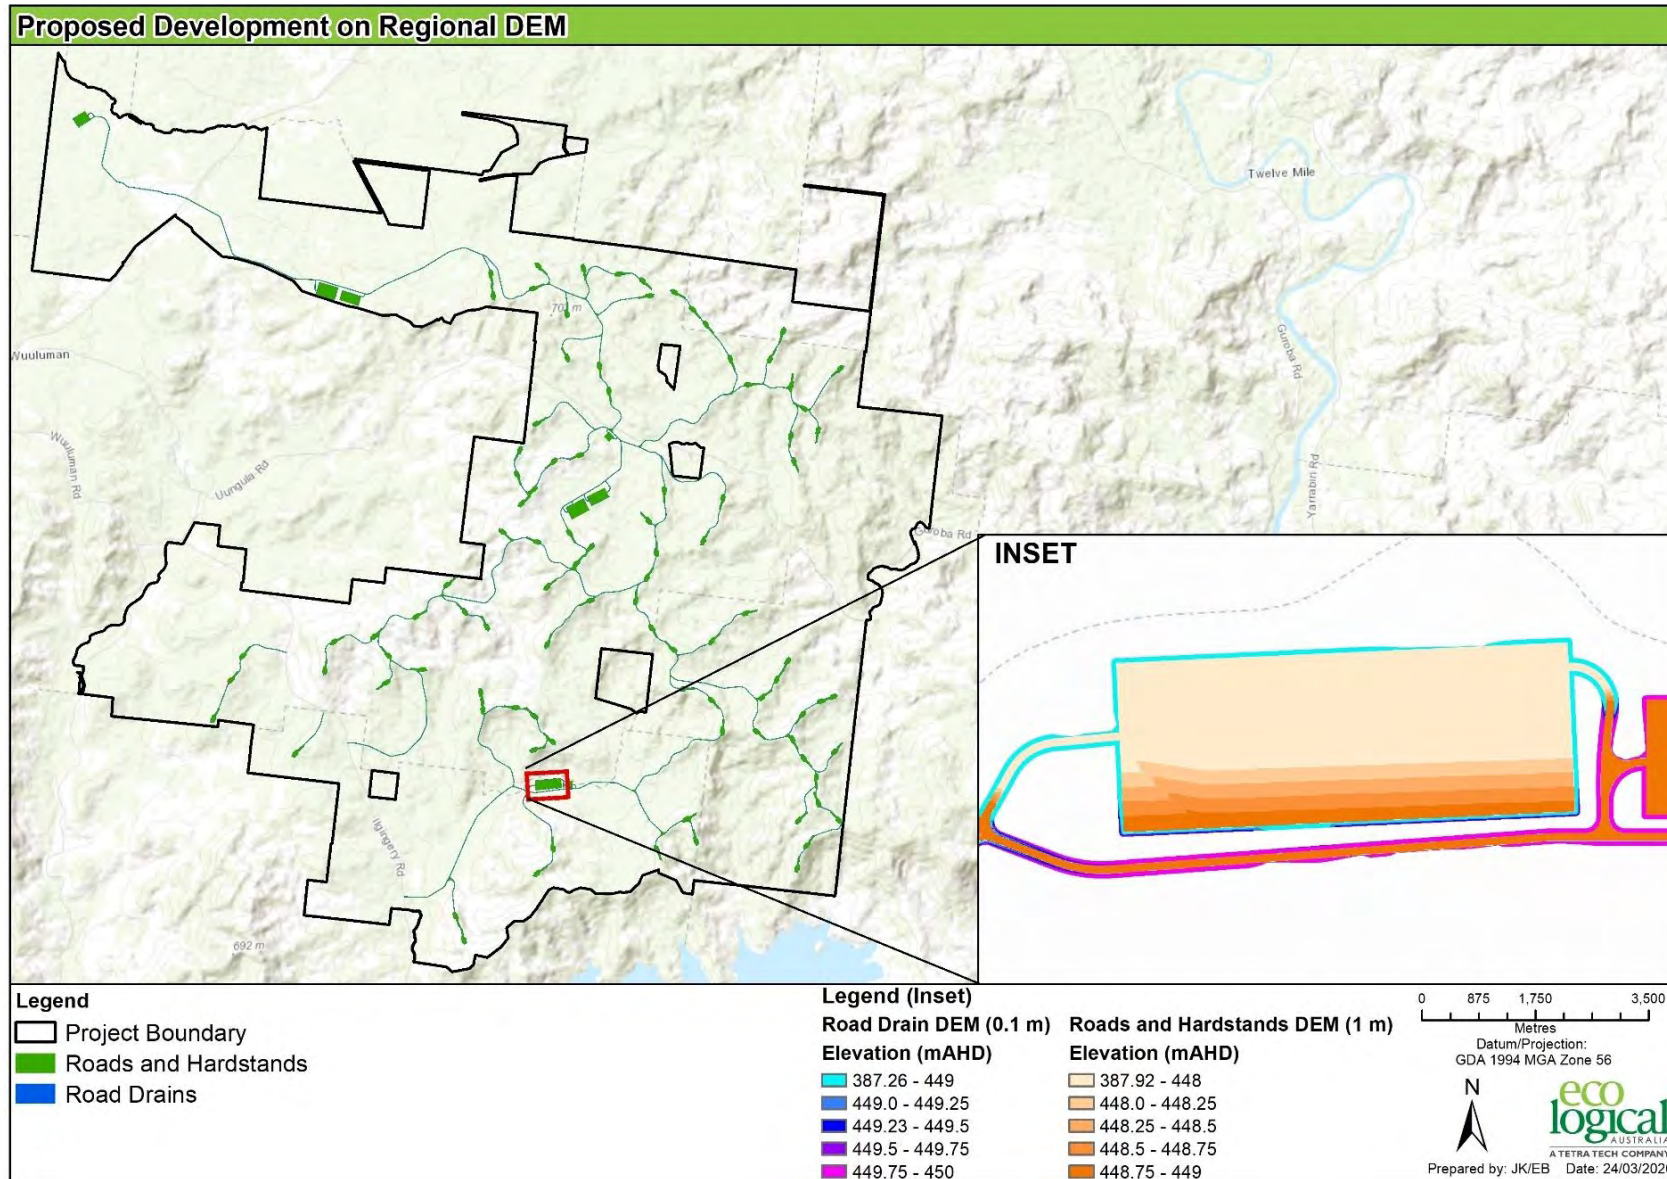 Proposed Development on Regional DEM
Twelve Mile
707 m
Guroba Rd
Wuuluman
Wuuluman Rd
Uungula Rd
Yarrabin Rd
Guroba Rd
INSET
Ilgingery Rd
692 m
Legend
Project Boundary
Roads and Hardstands
Road Drains
Legend (Inset)
Road Drain DEM (0.1 m)
Elevation (mAHD)
387.26 - 449
449.0 - 449.25
449.23 - 449.5
449.5 - 449.75
449.75 - 450
Roads and Hardstands DEM (1 m)
Elevation (mAHD)
387.92 - 448
448.0 - 448.25
448.25 - 448.5
448.5 - 448.75
448.75 - 449
0 875 1,750 3,500
Metres
Datum/Projection:
GDA 1994 MGA Zone 56
N
eco
logical
AUSTRALIA
A TETRA TECH COMPANY
Prepared by: JK/EB Date: 24/03/2020